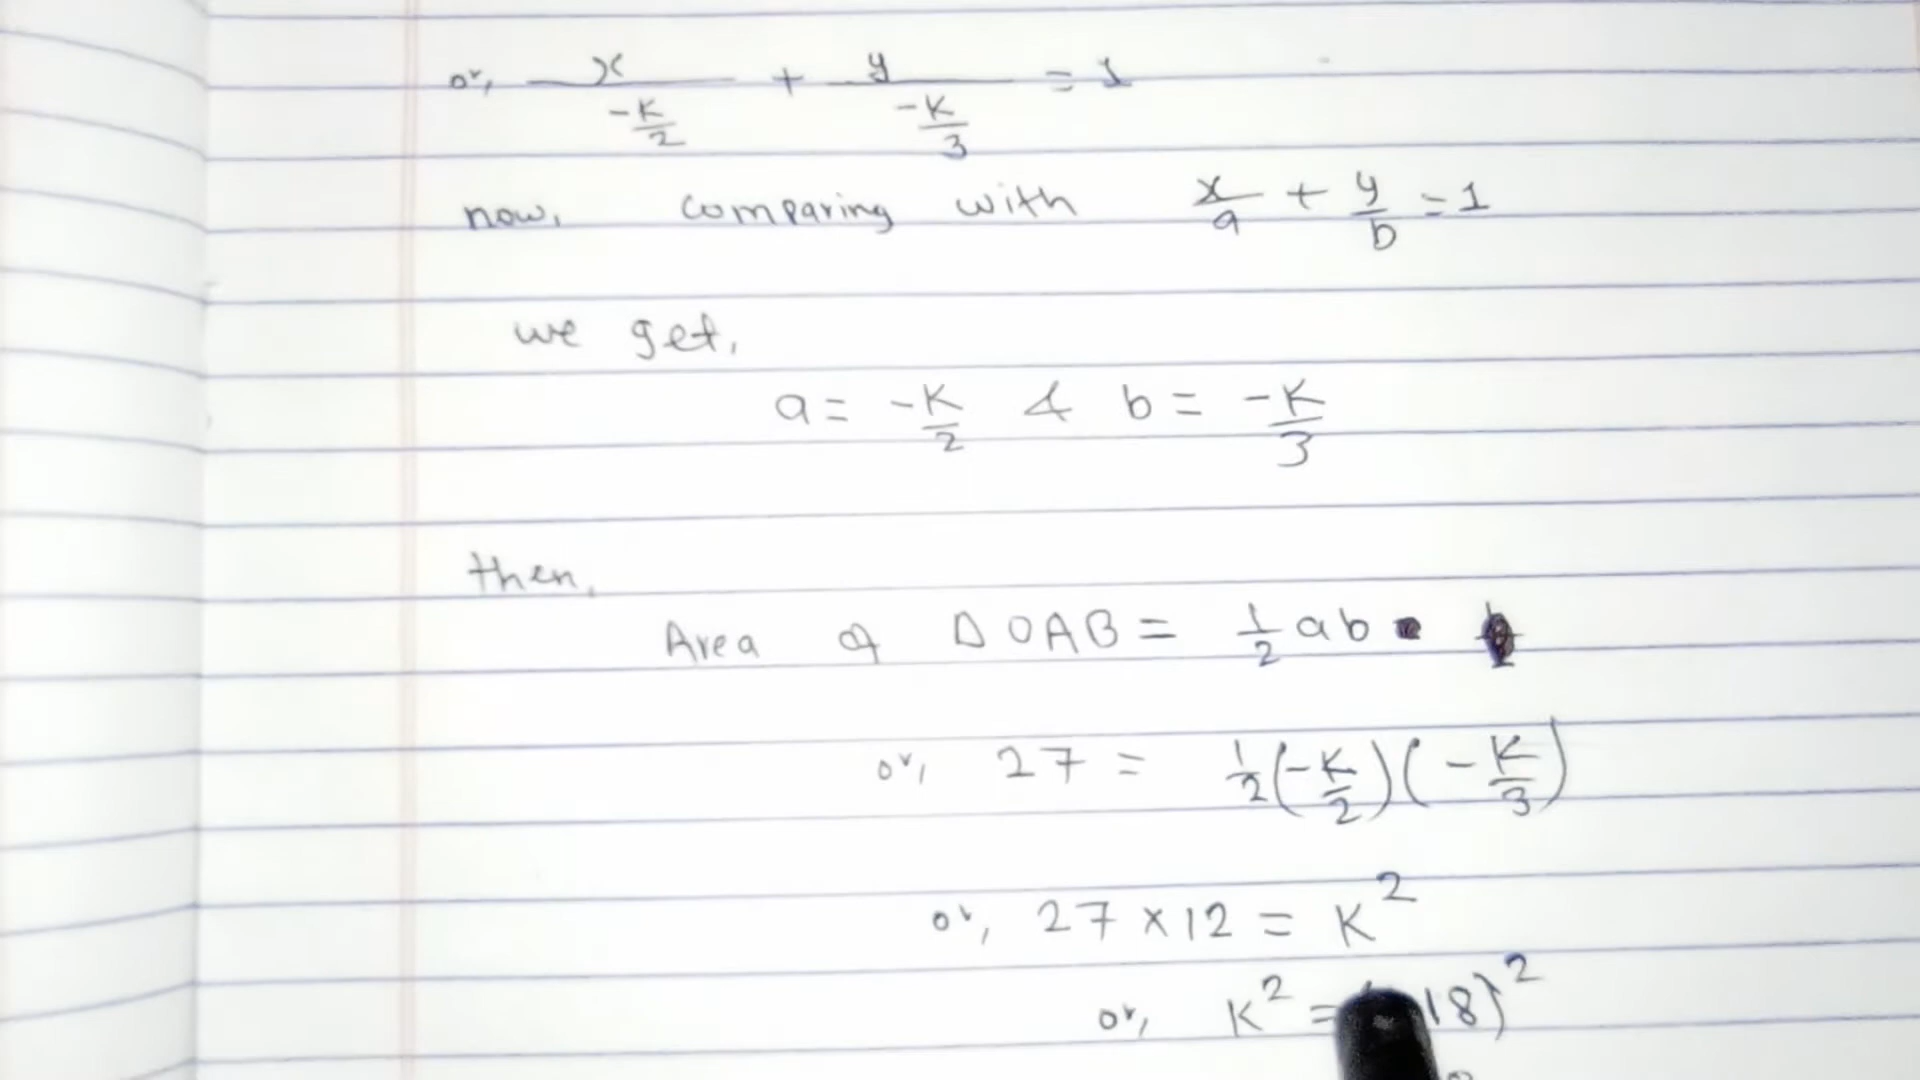 or, x/(-K/2) + y/(-K/3) = 1
now, comparing with x/a + y/b = 1
we get,
a = -K/2 & b = -K/3
then,
Area of Δ OAB = 1/2 ab
or, 27 = 1/2 (-K/2) (-K/3)
or, 27 × 12 = K²
or, K² = 18)²